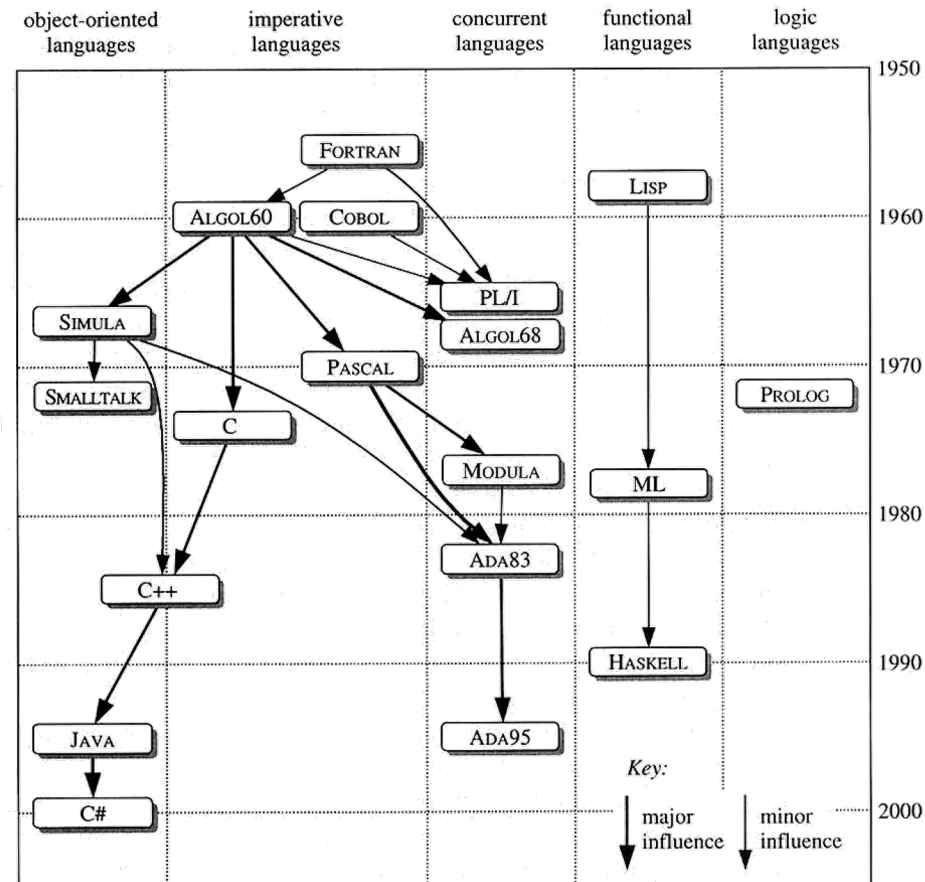 object-oriented
languages
imperative
languages
concurrent
languages
functional
languages
logic
languages
1950
FORTRAN
LISP
ALGOL60
COBOL
1960
PL/I
SIMULA
ALGOL68
PASCAL
1970
SMALLTALK
PROLOG
C
MODULA
ML
1980
ADA83
C++
HASKELL
1990
JAVA
ADA95
Key:
C#
2000
major
influence
minor
influence